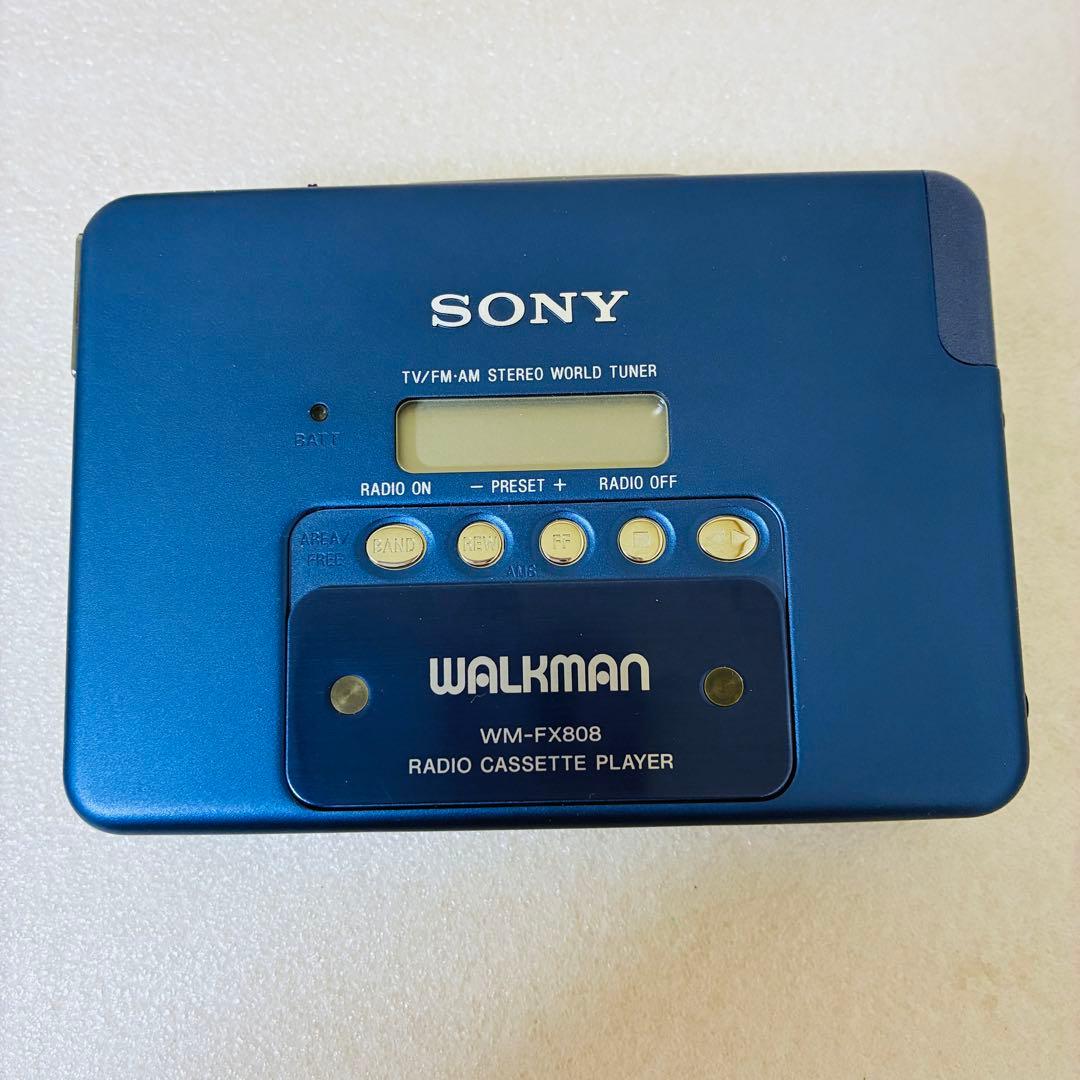 SONY
TV/FM·AM STEREO WORLD TUNER
BATT
RADIO ON − PRESET + RADIO OFF
AREA/
FREE
BAND REW FF
AMS
WALKMAN
WM-FX808
RADIO CASSETTE PLAYER